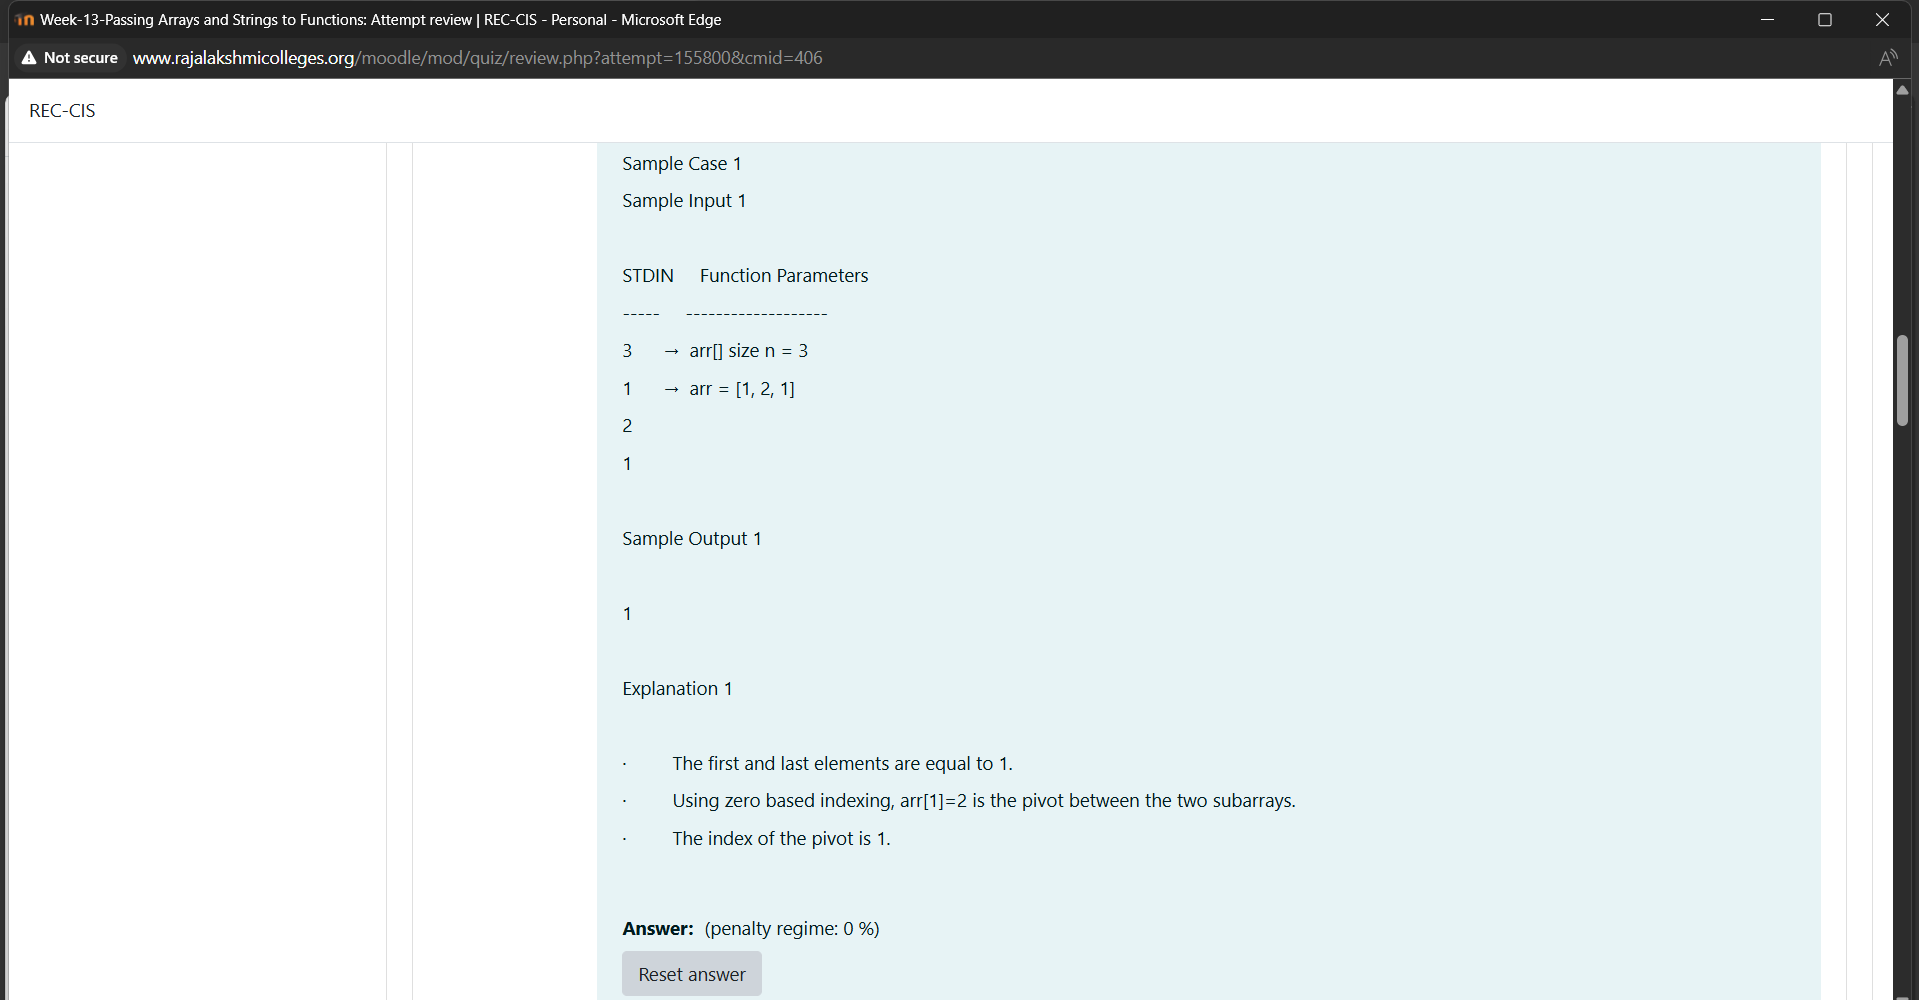 Week-13-Passing Arrays and Strings to Functions: Attempt review | REC-CIS - Personal - Microsoft Edge
Not secure www.rajalakshmicolleges.org/moodle/mod/quiz/review.php?attempt=155800&cmid=406
REC-CIS
Sample Case 1
Sample Input 1
STDIN Function Parameters
----- -------------------
3 → arr[] size n = 3
1 → arr = [1, 2, 1]
2
1
Sample Output 1
1
Explanation 1
· The first and last elements are equal to 1.
· Using zero based indexing, arr[1]=2 is the pivot between the two subarrays.
· The index of the pivot is 1.
Answer: (penalty regime: 0 %)
Reset answer